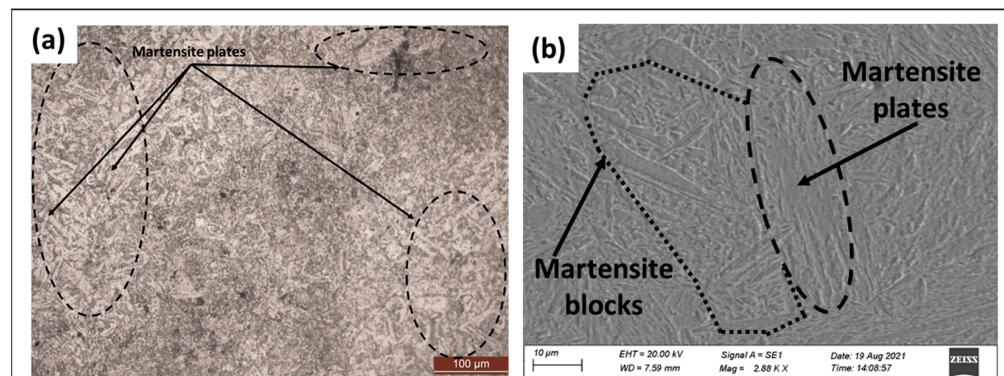 (a)
Martensite plates
100 µm
(b)
Martensite
plates
Martensite
blocks
10 µm
EHT = 20.00 kV
Signal A = SE1
Date: 19 Aug 2021
WD = 7.59 mm
Mag = 2.88 K X
Time: 14:08:57
ZEISS